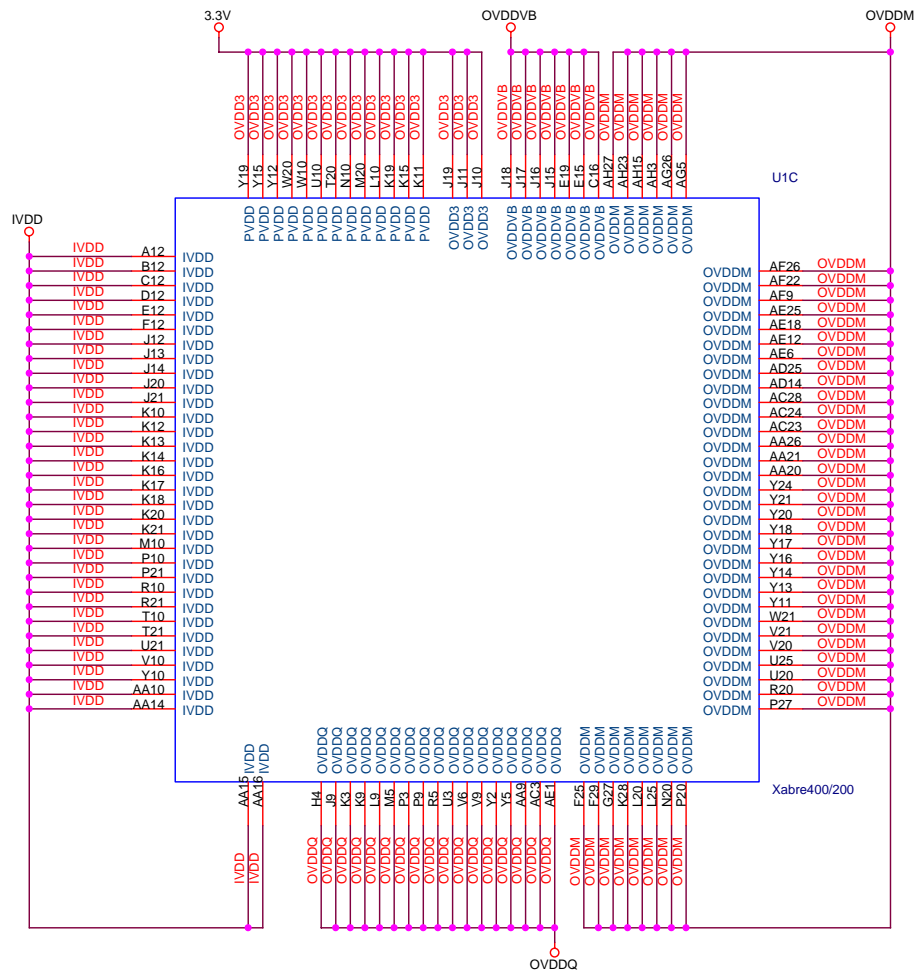 3.3V OVDDVB OVDDM
OVDD3 OVDD3 OVDD3 OVDD3 OVDD3 OVDD3 OVDD3 OVDD3 OVDD3 OVDD3 OVDD3 OVDD3 OVDD3 OVDD3 OVDD3 OVDD3 OVDDVB OVDDVB OVDDVB OVDDVB OVDDVB OVDDVB OVDDVB OVDDM OVDDM OVDDM OVDDM OVDDM OVDDM
Y19 Y15 Y12 W20 W10 U10 T20 N10 M20 L10 K19 K15 K11 J19 J11 J10 J18 J17 J16 J15 E19 E15 C16 AH27 AH23 AH15 AH3 AG26 AG5
U1C
PVDD PVDD PVDD PVDD PVDD PVDD PVDD PVDD PVDD PVDD PVDD PVDD PVDD OVDD3 OVDD3 OVDD3 OVDDVB OVDDVB OVDDVB OVDDVB OVDDVB OVDDVB OVDDVB OVDDM OVDDM OVDDM OVDDM OVDDM OVDDM
IVDD
IVDD A12 IVDD
IVDD B12 IVDD
IVDD C12 IVDD
IVDD D12 IVDD
IVDD E12 IVDD
IVDD F12 IVDD
IVDD J12 IVDD
IVDD J13 IVDD
IVDD J14 IVDD
IVDD J20 IVDD
IVDD J21 IVDD
IVDD K10 IVDD
IVDD K12 IVDD
IVDD K13 IVDD
IVDD K14 IVDD
IVDD K16 IVDD
IVDD K17 IVDD
IVDD K18 IVDD
IVDD K20 IVDD
IVDD K21 IVDD
IVDD M10 IVDD
IVDD P10 IVDD
IVDD P21 IVDD
IVDD R10 IVDD
IVDD R21 IVDD
IVDD T10 IVDD
IVDD T21 IVDD
IVDD U21 IVDD
IVDD V10 IVDD
IVDD Y10 IVDD
IVDD AA10 IVDD
IVDD AA14 IVDD
OVDDM AF26 OVDDM
OVDDM AF22 OVDDM
OVDDM AF9 OVDDM
OVDDM AE25 OVDDM
OVDDM AE18 OVDDM
OVDDM AE12 OVDDM
OVDDM AE6 OVDDM
OVDDM AD25 OVDDM
OVDDM AD14 OVDDM
OVDDM AC28 OVDDM
OVDDM AC24 OVDDM
OVDDM AC23 OVDDM
OVDDM AA26 OVDDM
OVDDM AA21 OVDDM
OVDDM AA20 OVDDM
OVDDM Y24 OVDDM
OVDDM Y21 OVDDM
OVDDM Y20 OVDDM
OVDDM Y18 OVDDM
OVDDM Y17 OVDDM
OVDDM Y16 OVDDM
OVDDM Y14 OVDDM
OVDDM Y13 OVDDM
OVDDM Y11 OVDDM
OVDDM W21 OVDDM
OVDDM V21 OVDDM
OVDDM V20 OVDDM
OVDDM U25 OVDDM
OVDDM U20 OVDDM
OVDDM R20 OVDDM
OVDDM P27 OVDDM
IVDD IVDD OVDDQ OVDDQ OVDDQ OVDDQ OVDDQ OVDDQ OVDDQ OVDDQ OVDDQ OVDDQ OVDDQ OVDDQ OVDDQ OVDDQ OVDDQ OVDDQ OVDDQ OVDDM OVDDM OVDDM OVDDM OVDDM OVDDM OVDDM OVDDM
AA15 AA16 H4 J9 K3 K9 L9 M5 P3 P9 R5 U3 V6 V9 Y2 Y5 AA9 AC3 AE1 F25 F29 G27 K28 L20 L25 N20 P20
Xabre400/200
IVDD IVDD OVDDQ OVDDQ OVDDQ OVDDQ OVDDQ OVDDQ OVDDQ OVDDQ OVDDQ OVDDQ OVDDQ OVDDQ OVDDQ OVDDQ OVDDQ OVDDQ OVDDQ OVDDM OVDDM OVDDM OVDDM OVDDM OVDDM OVDDM OVDDM
OVDDQ